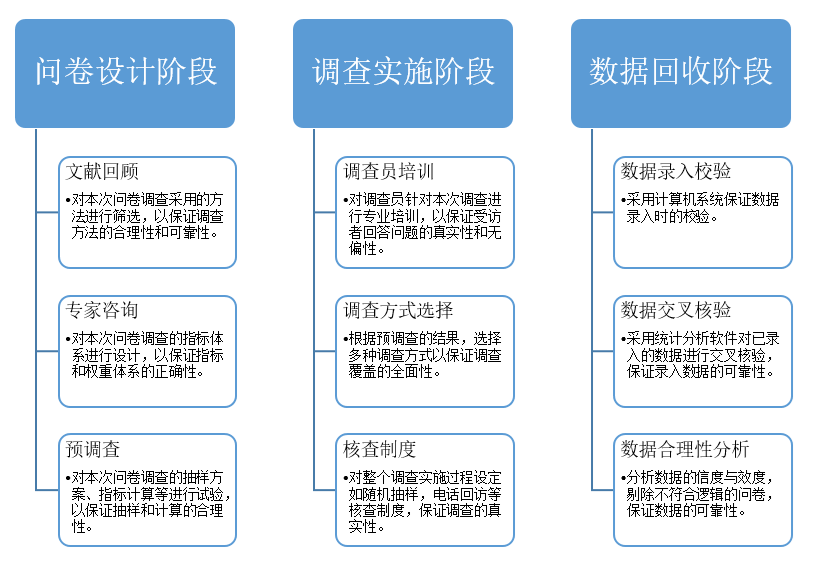 问卷设计阶段
文献回顾
•对本次问卷调查采用的方
法进行筛选，以保证调查
方法的合理性和可靠性。
专家咨询
•对本次问卷调查的指标体
系进行设计，以保证指标
和权重体系的正确性。
预调查
•对本次问卷调查的抽样方
案、指标计算等进行试验，
以保证抽样和计算的合理
性。
调查实施阶段
调查员培训
•对调查员针对本次调查进
行专业培训，以保证受访
者回答问题的真实性和无
偏性。
调查方式选择
•根据预调查的结果，选择
多种调查方式以保证调查
覆盖的全面性。
核查制度
•对整个调查实施过程设定
如随机抽样，电话回访等
核查制度，保证调查的真
实性。
数据回收阶段
数据录入校验
•采用计算机系统保证数据
录入时的校验。
数据交叉核验
•采用统计分析软件对已录
入的数据进行交叉核验，
保证录入数据的可靠性。
数据合理性分析
•分析数据的信度与效度，
剔除不符合逻辑的问卷，
保证数据的可靠性。